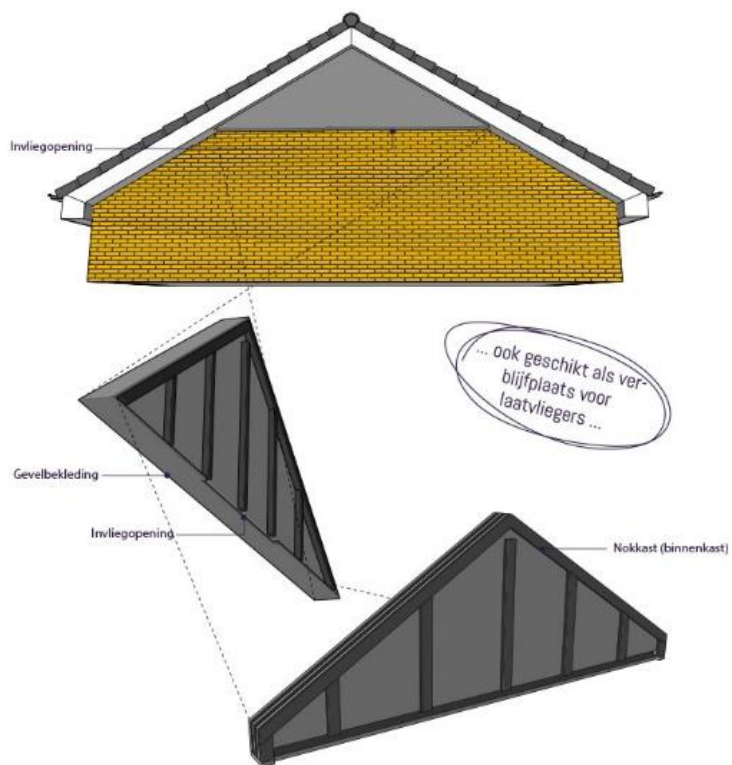 Invliegopening
... ook geschikt als ver-
blijfplaats voor
laatvliegers ...
Gevelbekleding
Invliegopening
Nokkast (binnenkast)